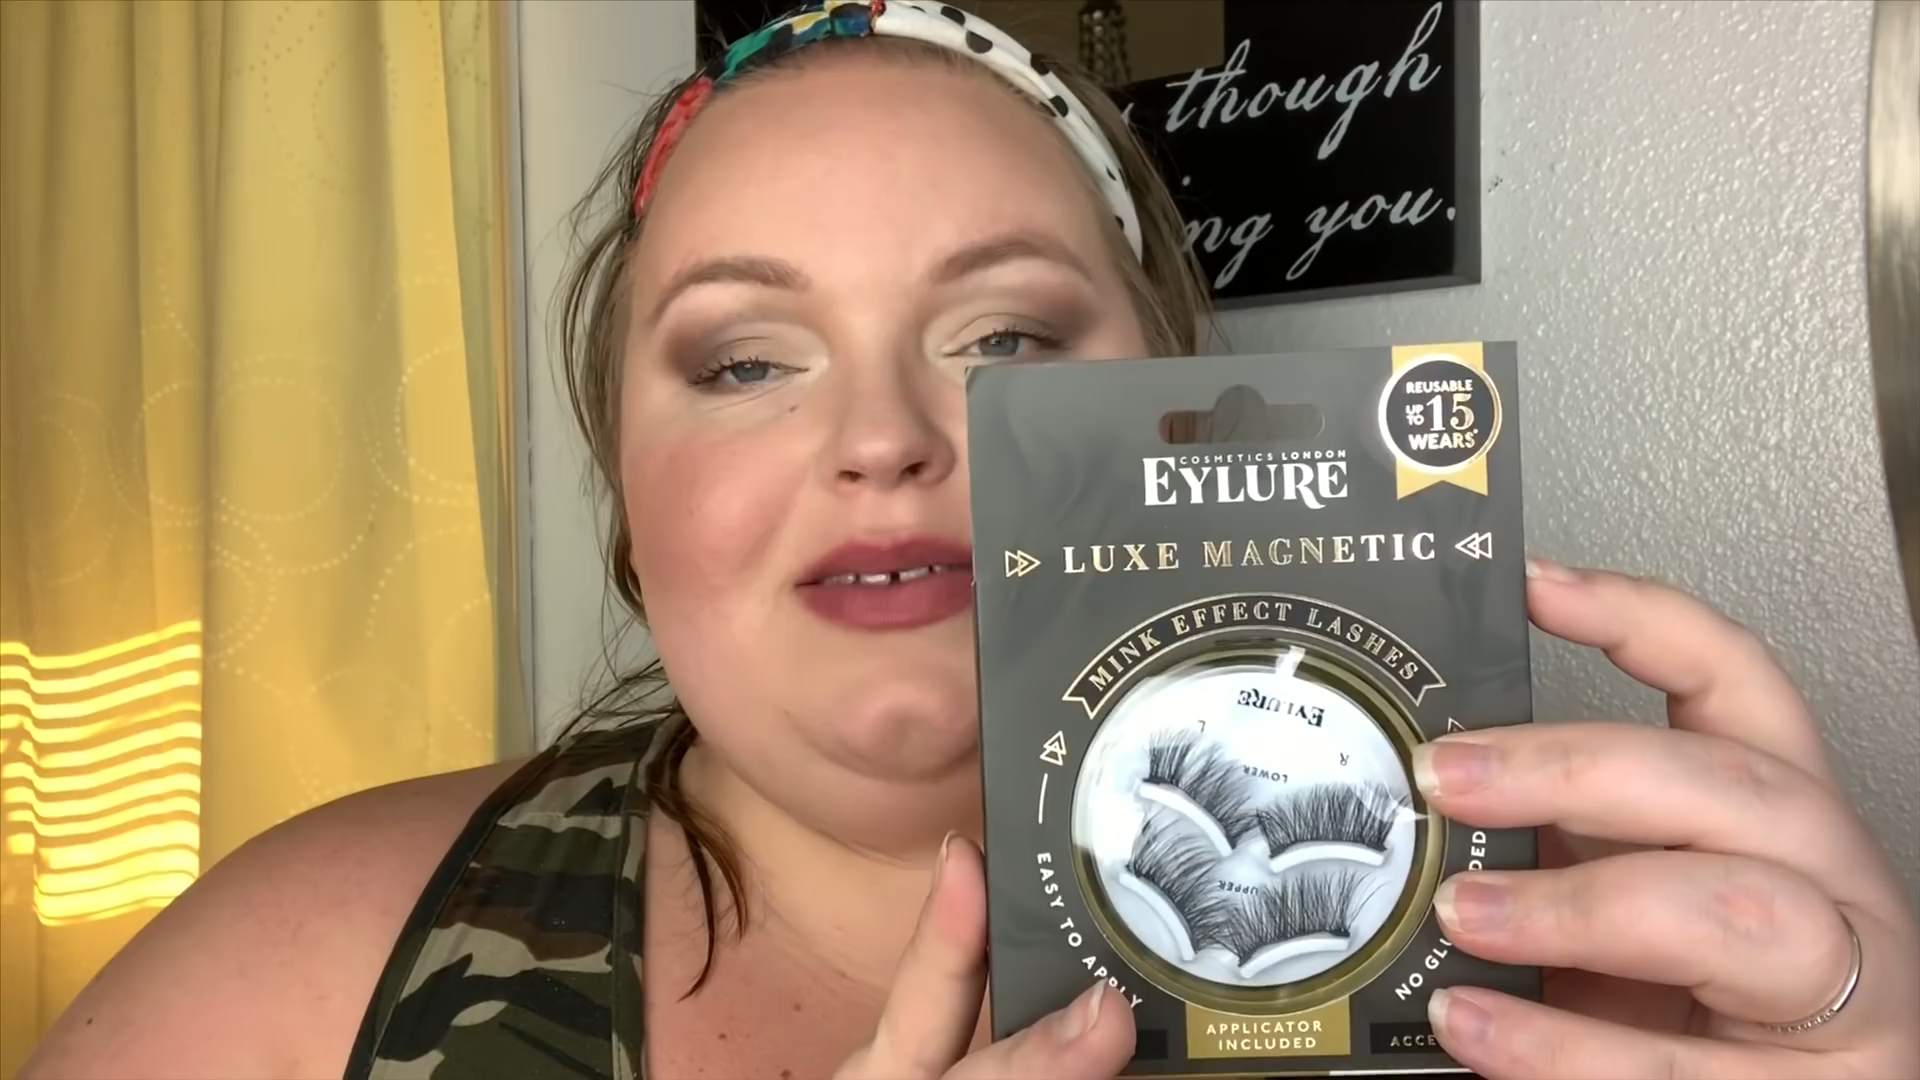 though
you.
REUSABLE
UP TO 15
WEARS*
COSMETICS LONDON
EYLURE
LUXE MAGNETIC
MINK EFFECT LASHES
EYLURE
L
R
LOWER
UPPER
EASY TO APPLY
NO
APPLICATOR
INCLUDED